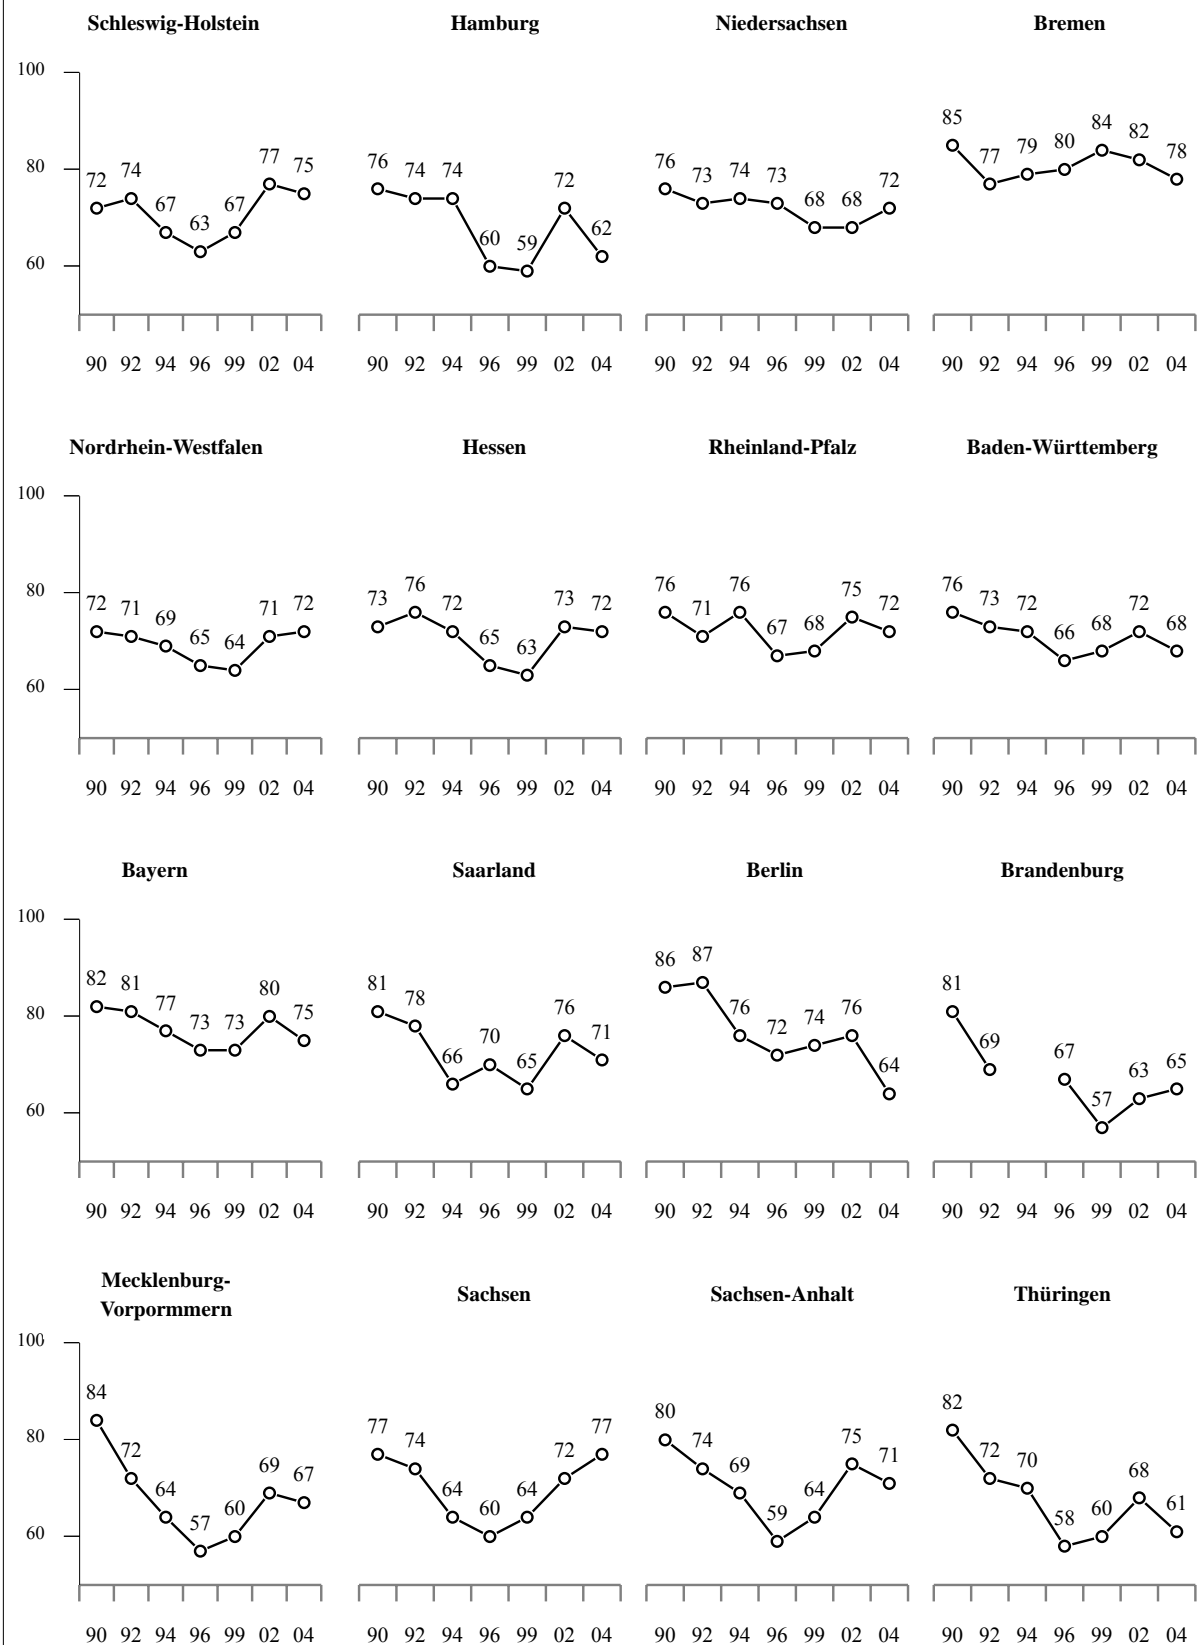 Schleswig-Holstein Hamburg Niedersachsen Bremen
100
80
60
72 74 67 63 67 77 75
76 74 74 60 59 72 62
76 73 74 73 68 68 72
85 77 79 80 84 82 78
90 92 94 96 99 02 04 90 92 94 96 99 02 04 90 92 94 96 99 02 04 90 92 94 96 99 02 04
Nordrhein-Westfalen Hessen Rheinland-Pfalz Baden-Württemberg
100
80
60
72 71 69 65 64 71 72
73 76 72 65 63 73 72
76 71 76 67 68 75 72
76 73 72 66 68 72 68
90 92 94 96 99 02 04 90 92 94 96 99 02 04 90 92 94 96 99 02 04 90 92 94 96 99 02 04
Bayern Saarland Berlin Brandenburg
100
80
60
82 81 77 73 73 80 75
81 78 66 70 65 76 71
86 87 76 72 74 76 64
81 69 67 57 63 65
90 92 94 96 99 02 04 90 92 94 96 99 02 04 90 92 94 96 99 02 04 90 92 94 96 99 02 04
Mecklenburg-
Vorpormmern Sachsen Sachsen-Anhalt Thüringen
100
80
60
84 72 64 57 60 69 67
77 74 64 60 64 72 77
80 74 69 59 64 75 71
82 72 70 58 60 68 61
90 92 94 96 99 02 04 90 92 94 96 99 02 04 90 92 94 96 99 02 04 90 92 94 96 99 02 04